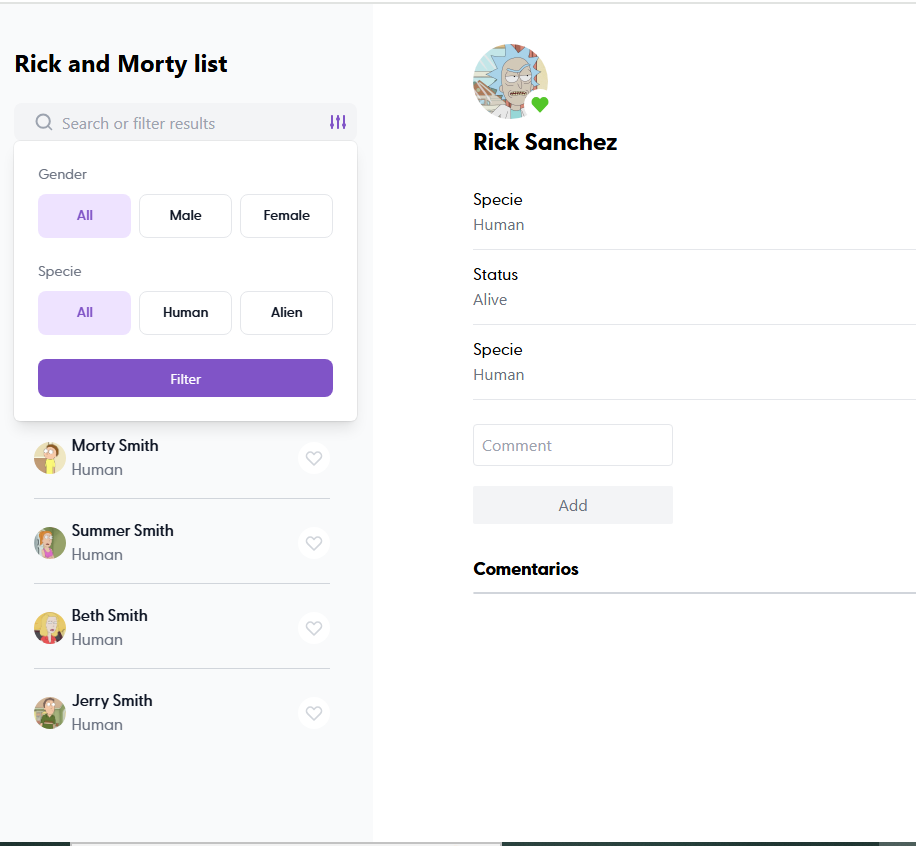 Rick and Morty list
Search or filter results
Gender
All
Male
Female
Specie
All
Human
Alien
Filter
Morty Smith
Human
Summer Smith
Human
Beth Smith
Human
Jerry Smith
Human
Rick Sanchez
Specie
Human
Status
Alive
Specie
Human
Comment
Add
Comentarios